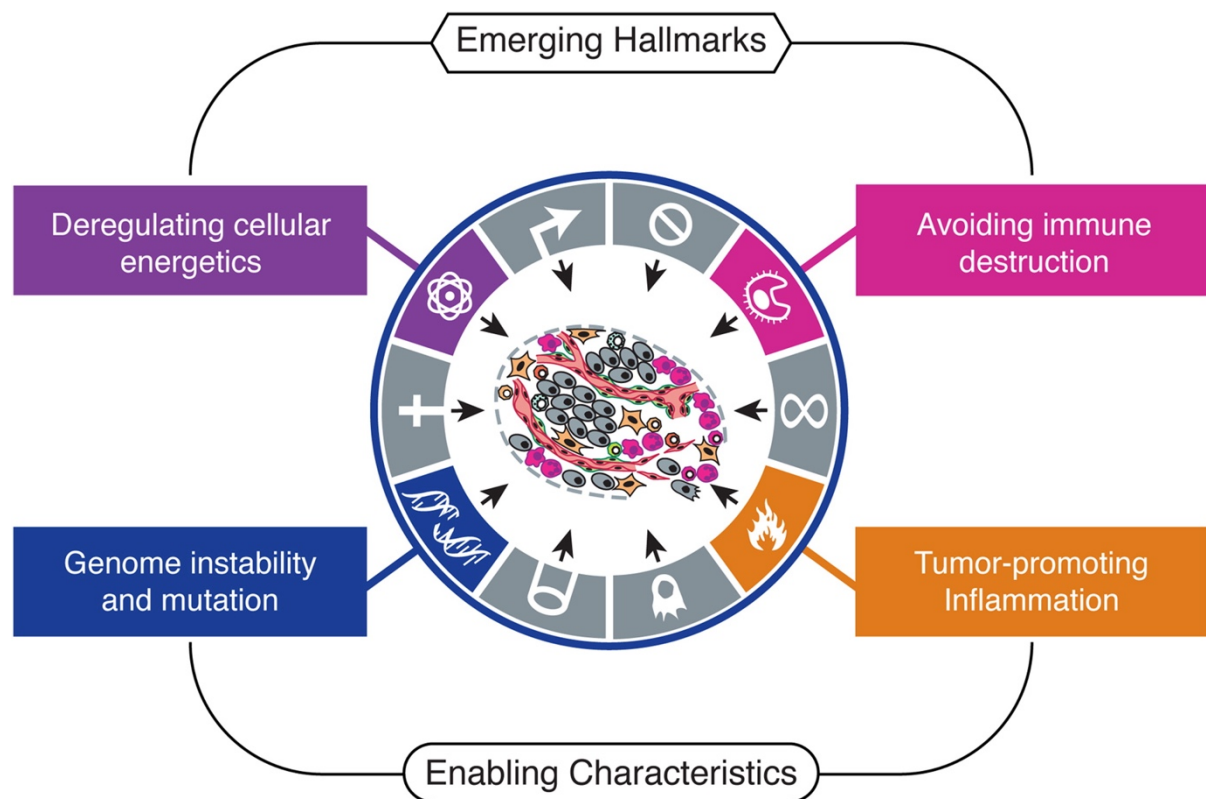 Emerging Hallmarks
Deregulating cellular
energetics
Avoiding immune
destruction
Genome instability
and mutation
Tumor-promoting
Inflammation
Enabling Characteristics